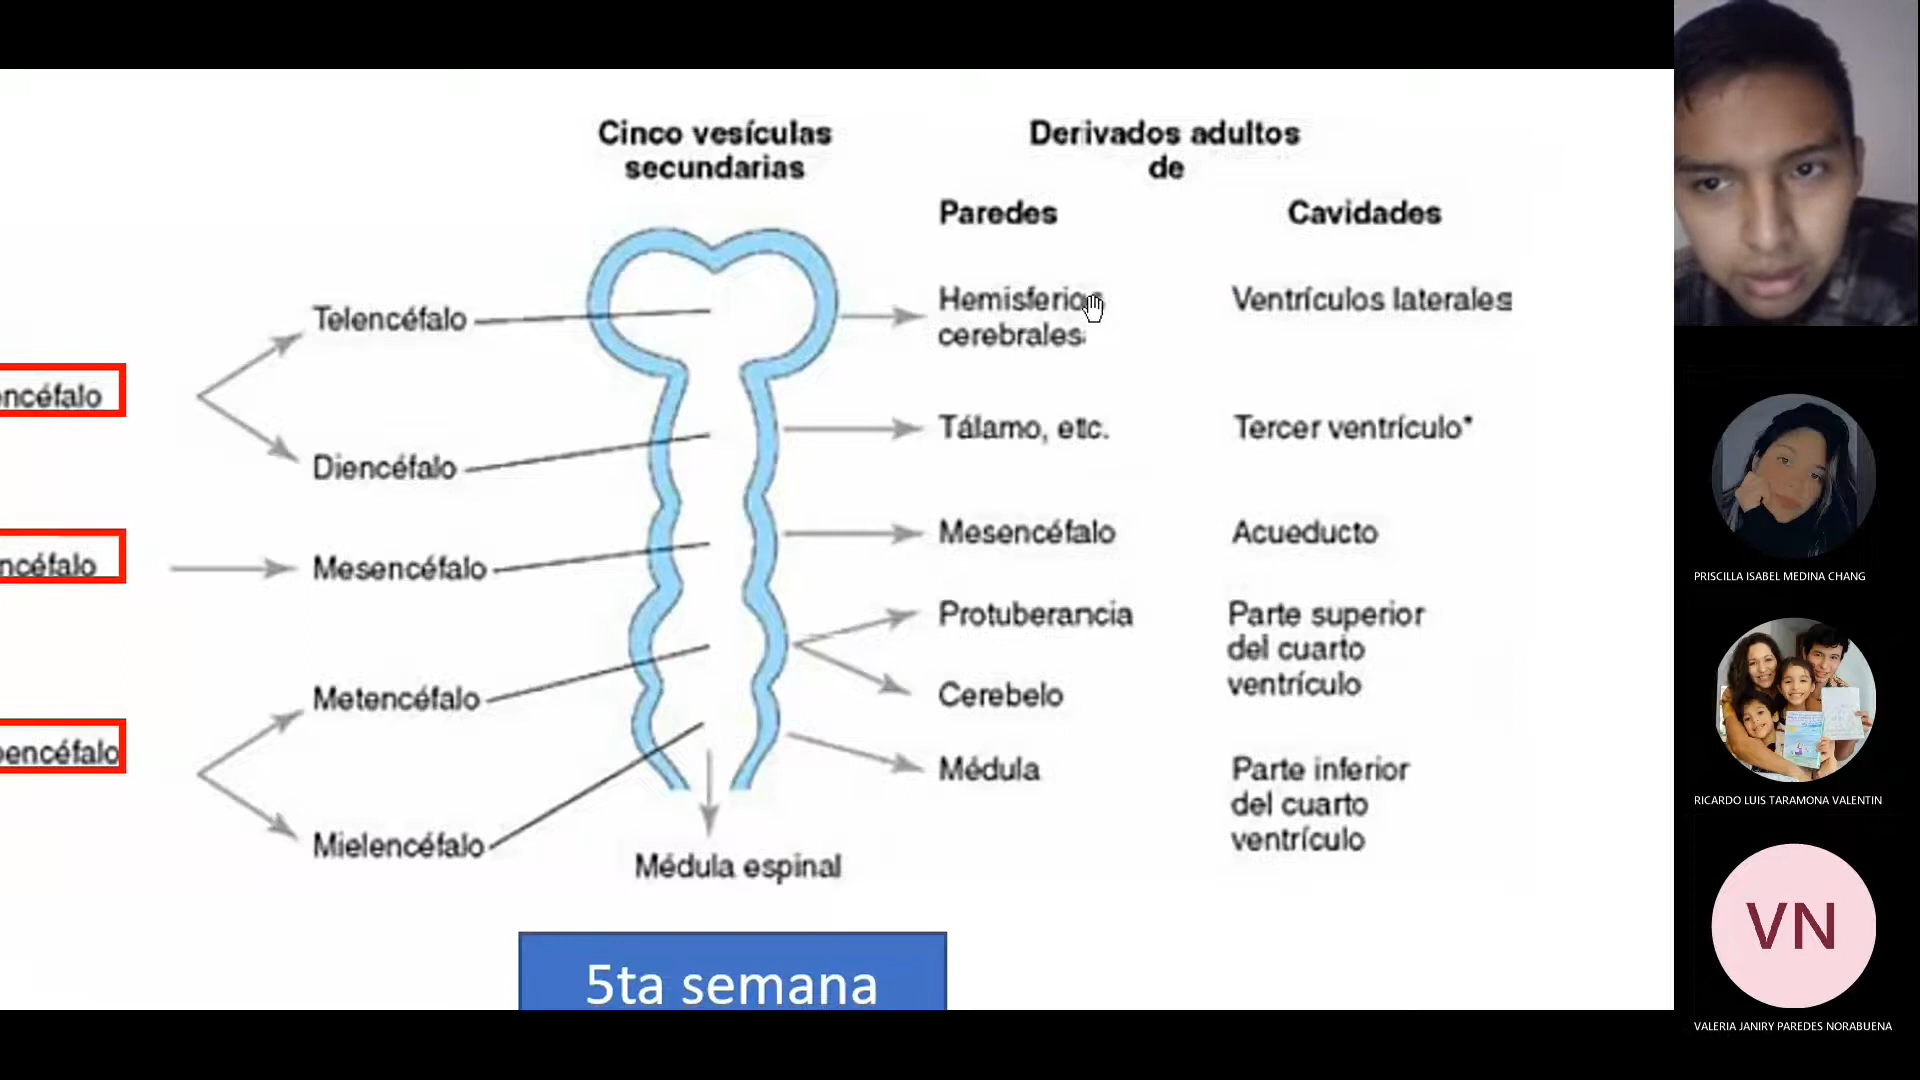 Cinco vesículas
secundarias
Derivados adultos
de
Paredes
Cavidades
Telencéfalo
Hemisferios
cerebrales
Ventrículos laterales
encéfalo
Diencéfalo
Tálamo, etc.
Tercer ventrículo*
ncéfalo
Mesencéfalo
Mesencéfalo
Acueducto
Metencéfalo
Protuberancia
Cerebelo
Parte superior
del cuarto
ventrículo
bencéfalo
Mielencéfalo
Médula
Parte inferior
del cuarto
ventrículo
Médula espinal
5ta semana
PRISCILLA ISABEL MEDINA CHANG
RICARDO LUIS TARAMONA VALENTIN
VN
VALERIA JANIRY PAREDES NORABUENA